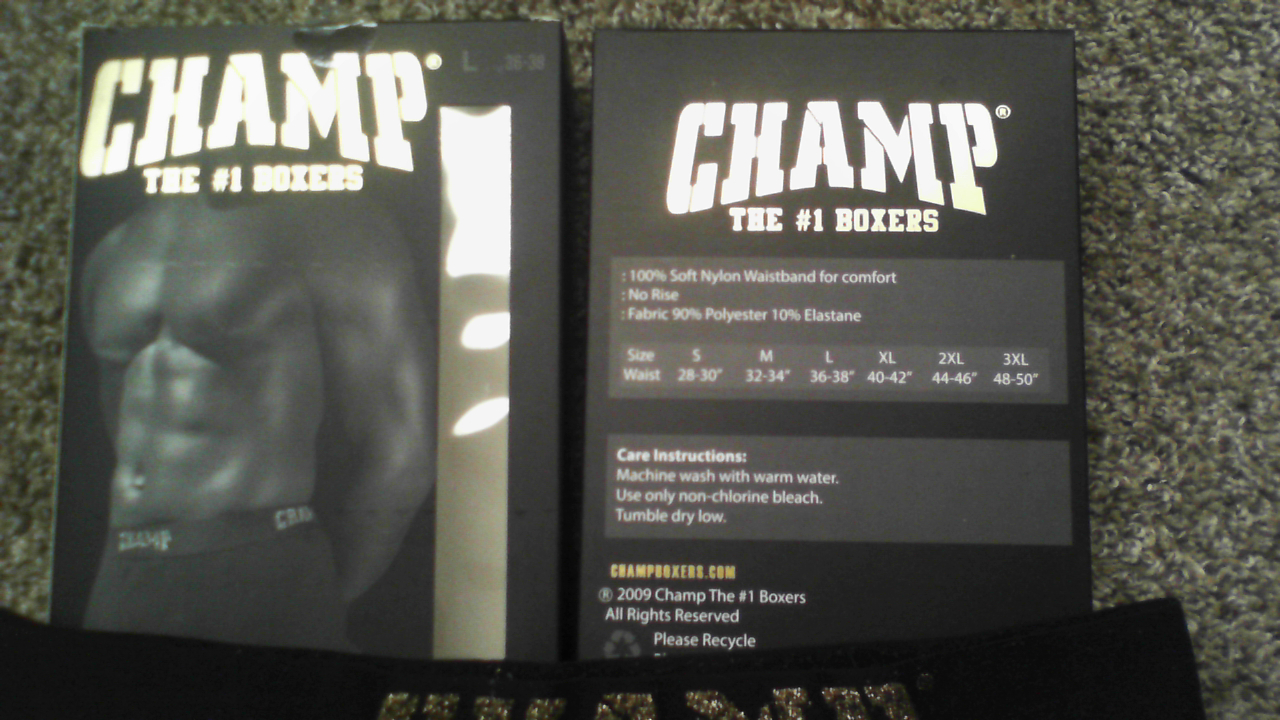 CHAMP®
L 36-38
THE #1 BOXERS
CHAMP
CHAMP®
THE #1 BOXERS
: 100% Soft Nylon Waistband for comfort
: No Rise
: Fabric 90% Polyester 10% Elastane
Size S M L XL 2XL 3XL
Waist 28-30” 32-34” 36-38” 40-42” 44-46” 48-50”
Care Instructions:
Machine wash with warm water.
Use only non-chlorine bleach.
Tumble dry low.
CHAMPBOXERS.COM
® 2009 Champ The #1 Boxers
All Rights Reserved
Please Recycle